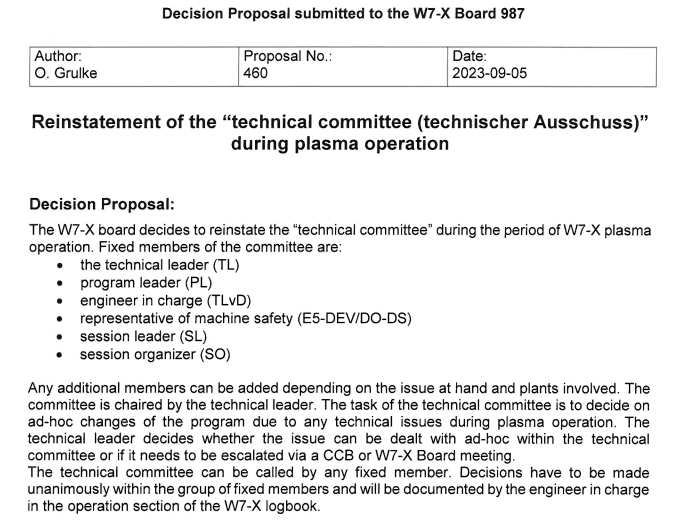 Decision Proposal submitted to the W7-X Board 987
Author:
O. Grulke
Proposal No.:
460
Date:
2023-09-05
Reinstatement of the “technical committee (technischer Ausschuss)”
during plasma operation
Decision Proposal:
The W7-X board decides to reinstate the “technical committee” during the period of W7-X plasma
operation. Fixed members of the committee are:
• the technical leader (TL)
• program leader (PL)
• engineer in charge (TLvD)
• representative of machine safety (E5-DEV/DO-DS)
• session leader (SL)
• session organizer (SO)
Any additional members can be added depending on the issue at hand and plants involved. The
committee is chaired by the technical leader. The task of the technical committee is to decide on
ad-hoc changes of the program due to any technical issues during plasma operation. The
technical leader decides whether the issue can be dealt with ad-hoc within the technical
committee or if it needs to be escalated via a CCB or W7-X Board meeting.
The technical committee can be called by any fixed member. Decisions have to be made
unanimously within the group of fixed members and will be documented by the engineer in charge
in the operation section of the W7-X logbook.